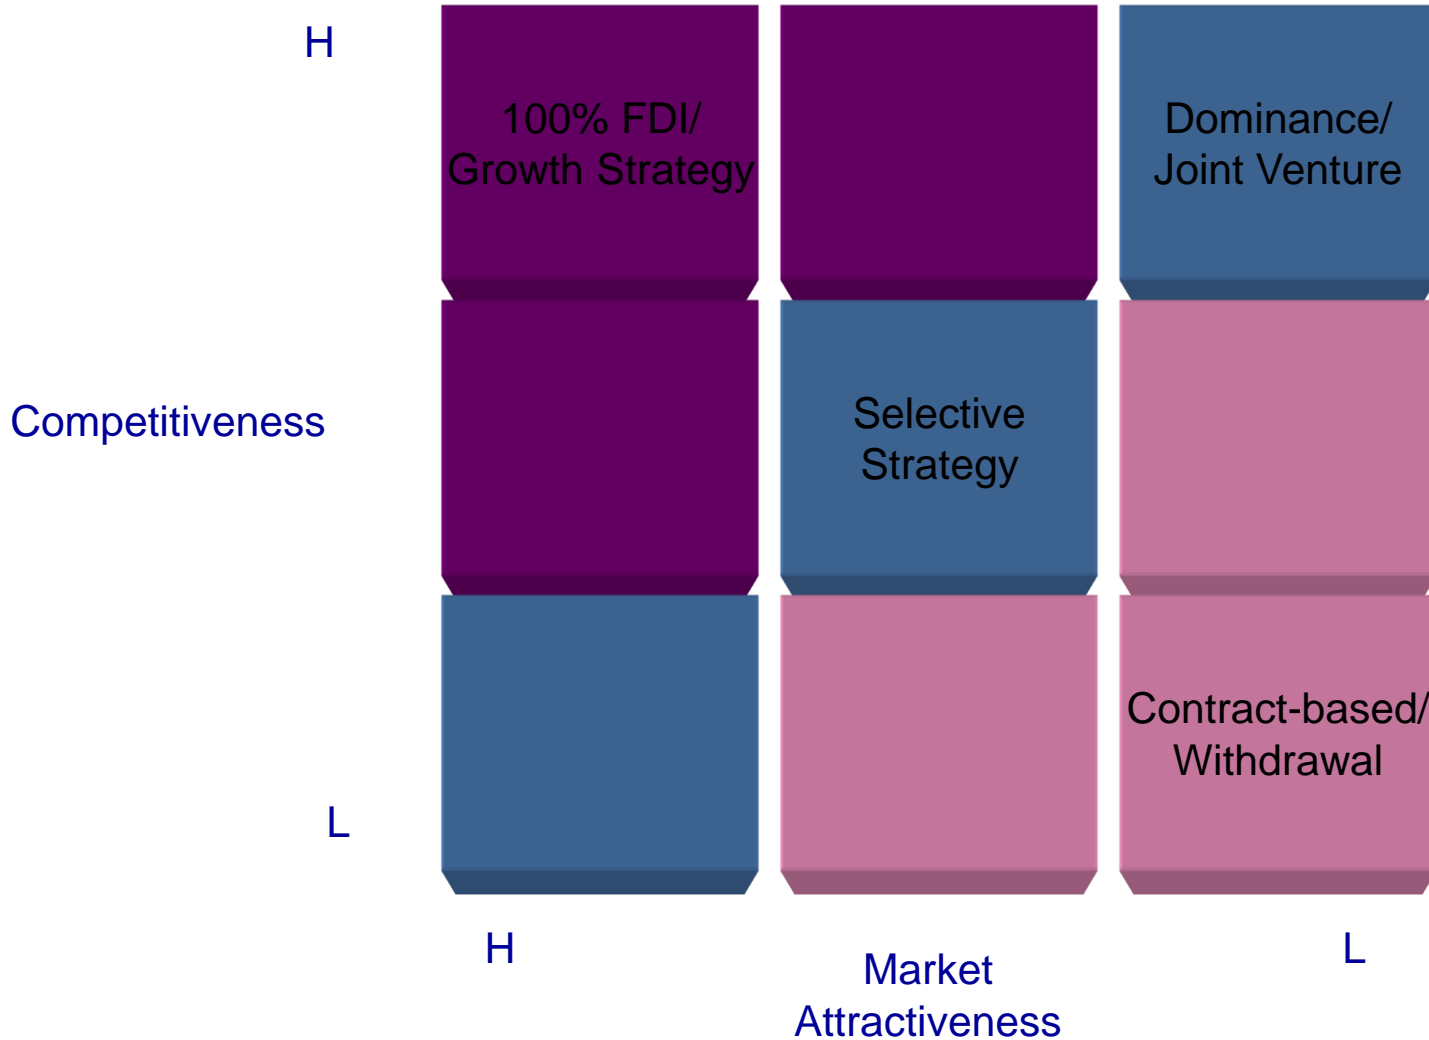 H
100% FDI/
Growth Strategy
Dominance/
Joint Venture
Competitiveness
Selective
Strategy
Contract-based/
Withdrawal
L
H
L
Market
Attractiveness